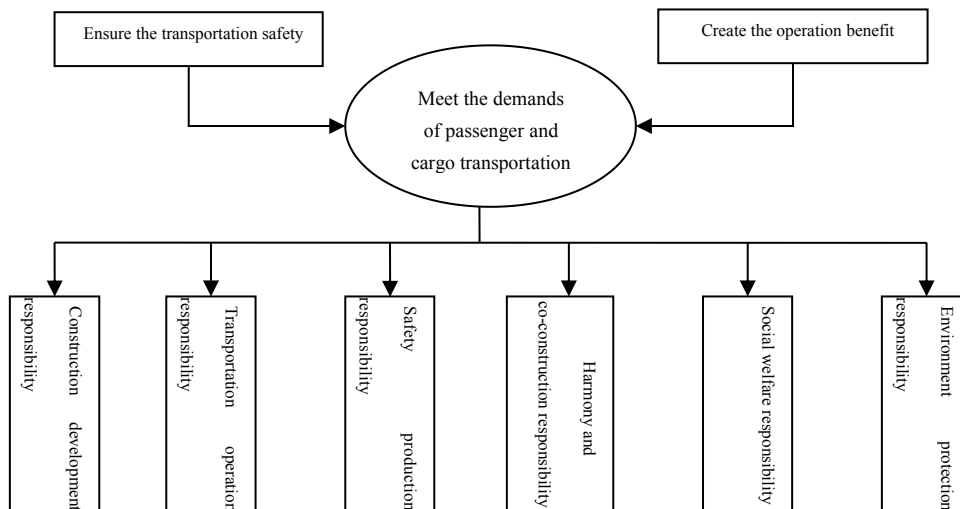 Ensure the transportation safety
Create the operation benefit
Meet the demands
of passenger and
cargo transportation
Construction development
responsibility
Transportation operation
responsibility
Safety production
responsibility
Harmony and
co-construction responsibility
Social welfare responsibility
Environment protection
responsibility